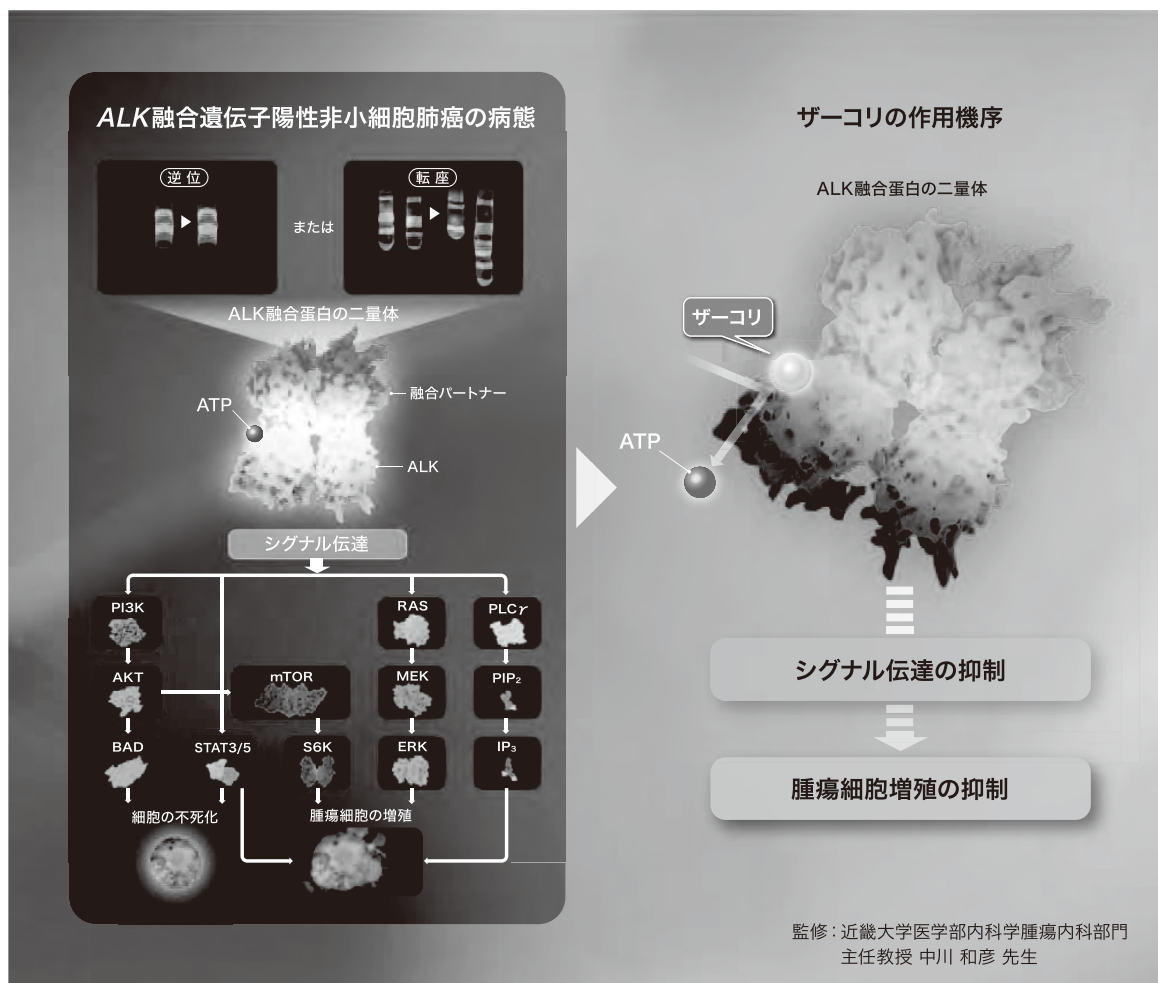 ALK融合遺伝子陽性非小細胞肺癌の病態
逆位
または
転座
ALK融合蛋白の二量体
融合パートナー
ATP
ALK
シグナル伝達
PI3K
RAS
PLCγ
AKT
mTOR
MEK
PIP₂
BAD
STAT3/5
S6K
ERK
IP₃
細胞の不死化
腫瘍細胞の増殖
ザーコリの作用機序
ALK融合蛋白の二量体
ザーコリ
ATP
シグナル伝達の抑制
腫瘍細胞増殖の抑制
監修：近畿大学医学部内科学腫瘍内科部門
主任教授 中川 和彦 先生